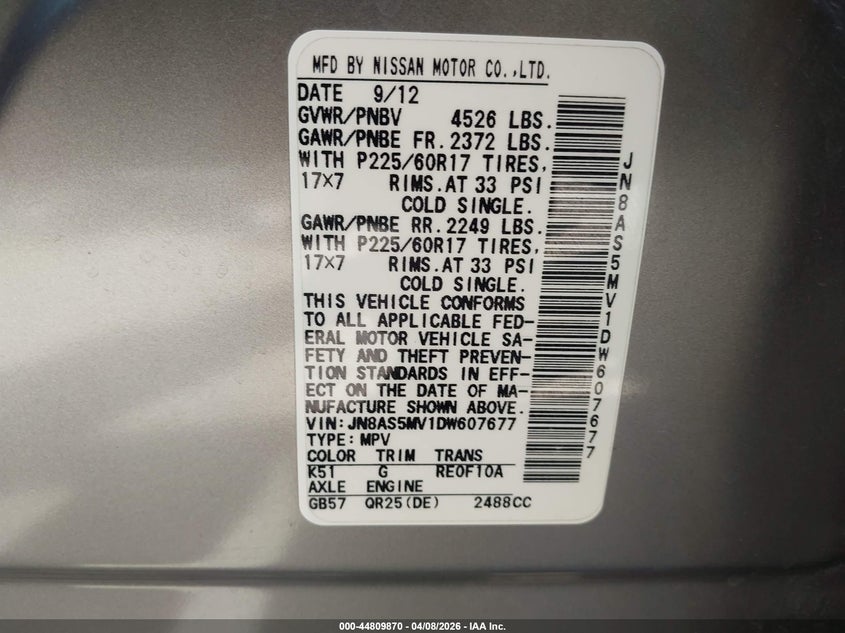 MFD BY NISSAN MOTOR CO.,LTD.
DATE 9/12
GVWR/PNBV 4526 LBS.
GAWR/PNBE FR.2372 LBS.
WITH P225/60R17 TIRES,
17X7 RIMS.AT 33 PSI
COLD SINGLE.
GAWR/PNBE RR.2249 LBS.
WITH P225/60R17 TIRES,
17X7 RIMS.AT 33 PSI
COLD SINGLE.
THIS VEHICLE CONFORMS
TO ALL APPLICABLE FED-
ERAL MOTOR VEHICLE SA-
FETY AND THEFT PREVEN-
TION STANDARDS IN EFF-
ECT ON THE DATE OF MA-
NUFACTURE SHOWN ABOVE.
VIN:JN8AS5MV1DW607677
TYPE:MPV
COLOR TRIM TRANS
K51 G RE0F10A
AXLE ENGINE
GB57 QR25(DE) 2488CC
JN8AS5MV1DW607677
000-44809870 04/08/2026 - IAA Inc.